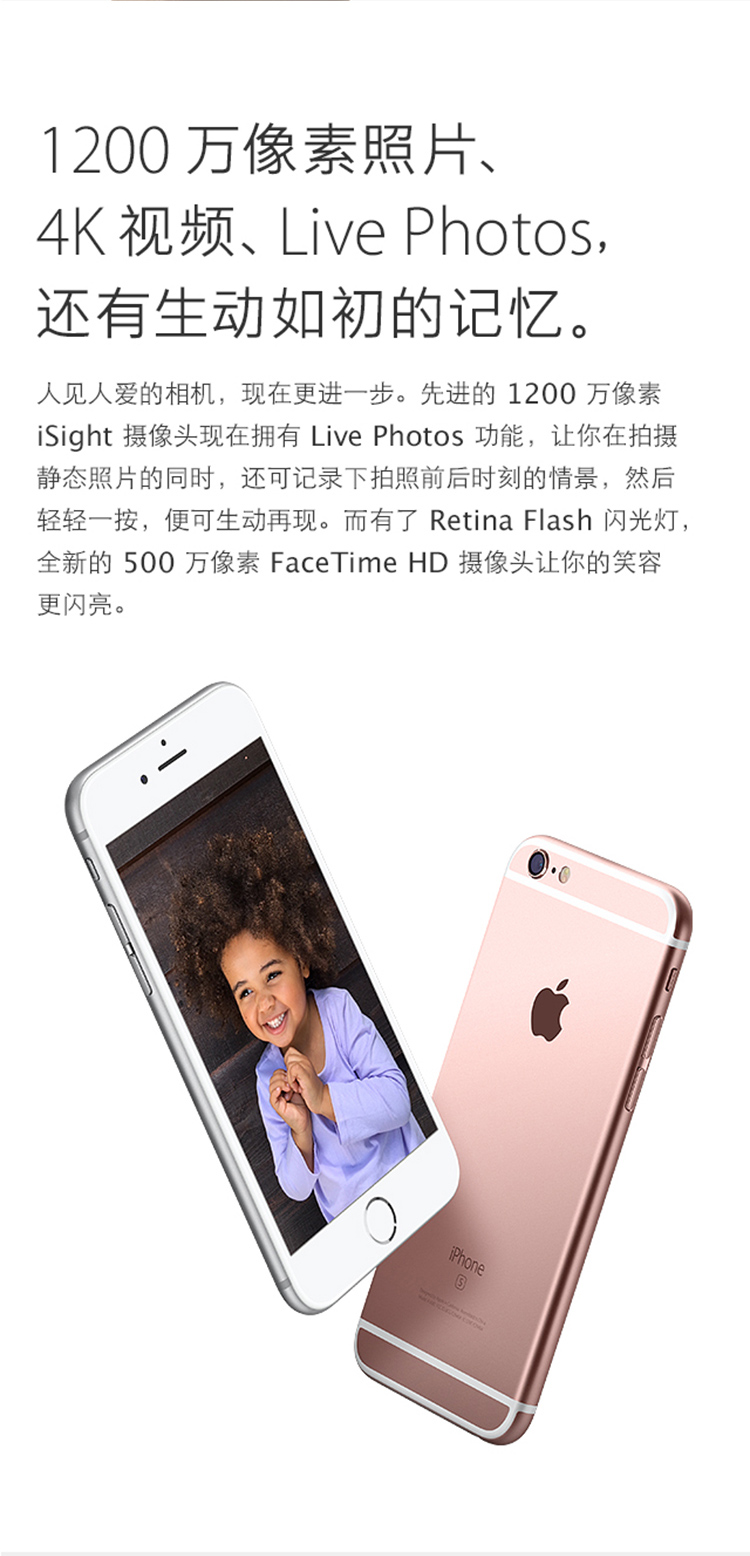 1200 万像素照片、
4K 视频、Live Photos，
还有生动如初的记忆。
人见人爱的相机，现在更进一步。先进的 1200 万像素
iSight 摄像头现在拥有 Live Photos 功能，让你在拍摄
静态照片的同时，还可记录下拍照前后时刻的情景，然后
轻轻一按，便可生动再现。而有了 Retina Flash 闪光灯，
全新的 500 万像素 FaceTime HD 摄像头让你的笑容
更闪亮。
iPhone
S